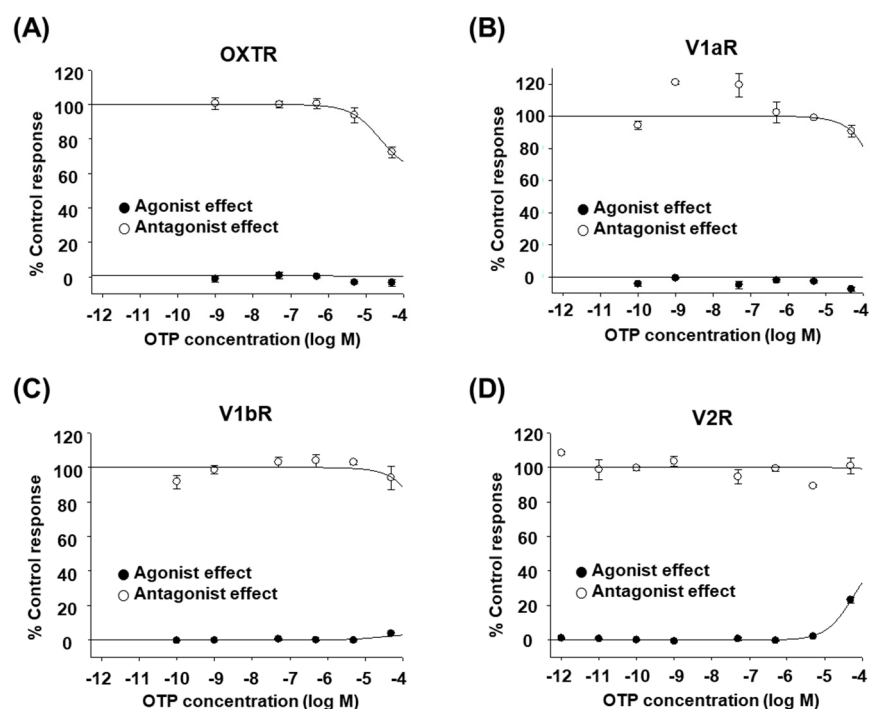 (A)
OXTR
120
100
80
60
40
20
0
% Control response
Agonist effect
Antagonist effect
-12 -11 -10 -9 -8 -7 -6 -5 -4
OTP concentration (log M)
(B)
V1aR
120
100
80
60
40
20
0
% Control response
Agonist effect
Antagonist effect
-12 -11 -10 -9 -8 -7 -6 -5 -4
OTP concentration (log M)
(C)
V1bR
120
100
80
60
40
20
0
% Control response
Agonist effect
Antagonist effect
-12 -11 -10 -9 -8 -7 -6 -5 -4
OTP concentration (log M)
(D)
V2R
120
100
80
60
40
20
0
% Control response
Agonist effect
Antagonist effect
-12 -11 -10 -9 -8 -7 -6 -5 -4
OTP concentration (log M)